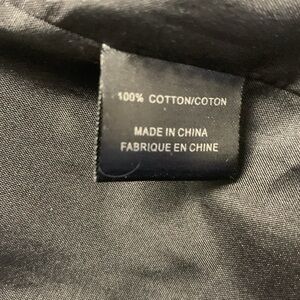 100% COTTON/COTON
MADE IN CHINA
FABRIQUE EN CHINE